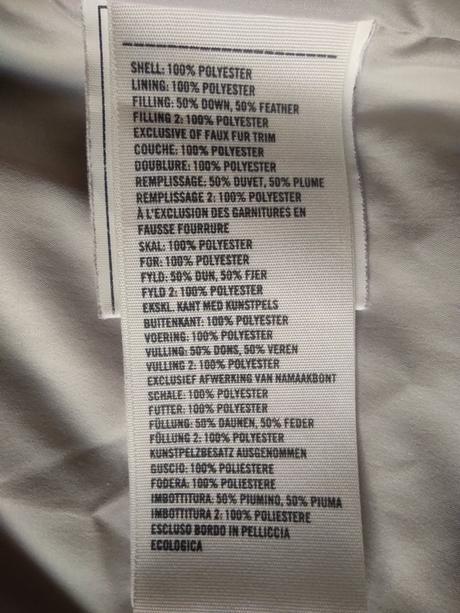 SHELL: 100% POLYESTER
LINING: 100% POLYESTER
FILLING: 50% DOWN, 50% FEATHER
FILLING 2: 100% POLYESTER
EXCLUSIVE OF FAUX FUR TRIM
COUCHE: 100% POLYESTER
DOUBLURE: 100% POLYESTER
REMPLISSAGE: 50% DUVET, 50% PLUME
REMPLISSAGE 2: 100% POLYESTER
À L'EXCLUSION DES GARNITURES EN
FAUSSE FOURRURE
SKAL: 100% POLYESTER
FOR: 100% POLYESTER
FYLD: 50% DUN, 50% FJER
FYLD 2: 100% POLYESTER
EKSKL. KANT MED KUNSTPELS
BUITENKANT: 100% POLYESTER
VOERING: 100% POLYESTER
VULLING: 50% DONS, 50% VEREN
VULLING 2: 100% POLYESTER
EXCLUSIEF AFWERKING VAN NAMAAKBONT
SCHALE: 100% POLYESTER
FUTTER: 100% POLYESTER
FÜLLUNG: 50% DAUNEN, 50% FEDER
FÜLLUNG 2: 100% POLYESTER
KUNSTPELZBESATZ AUSGENOMMEN
GUSCIO: 100% POLIESTERE
FODERA: 100% POLIESTERE
IMBOTTITURA: 50% PIUMINO, 50% PIUMA
IMBOTTITURA 2: 100% POLIESTERE
ESCLUSO BORDO IN PELLICCIA
ECOLOGICA